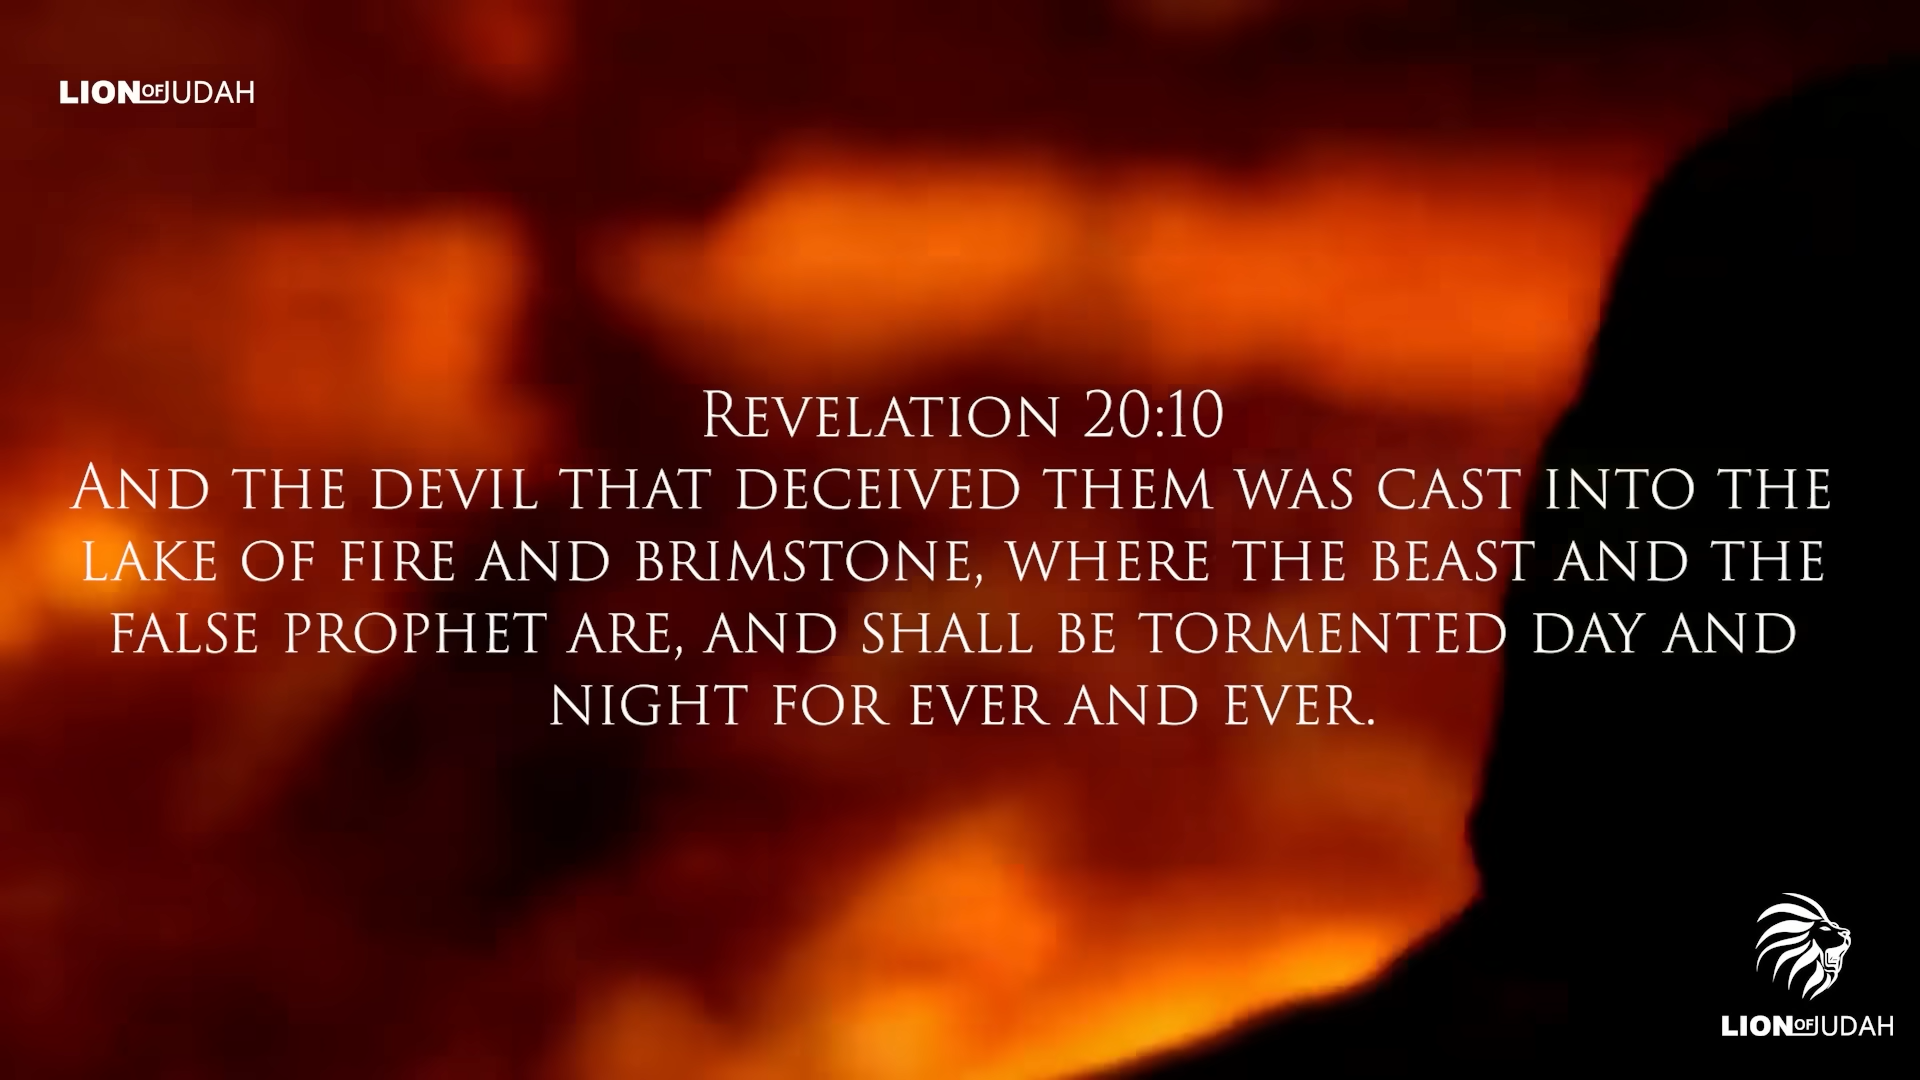 LION OF JUDAH
REVELATION 20:10
AND THE DEVIL THAT DECEIVED THEM WAS CAST INTO THE
LAKE OF FIRE AND BRIMSTONE, WHERE THE BEAST AND THE
FALSE PROPHET ARE, AND SHALL BE TORMENTED DAY AND
NIGHT FOR EVER AND EVER.
LION OF JUDAH